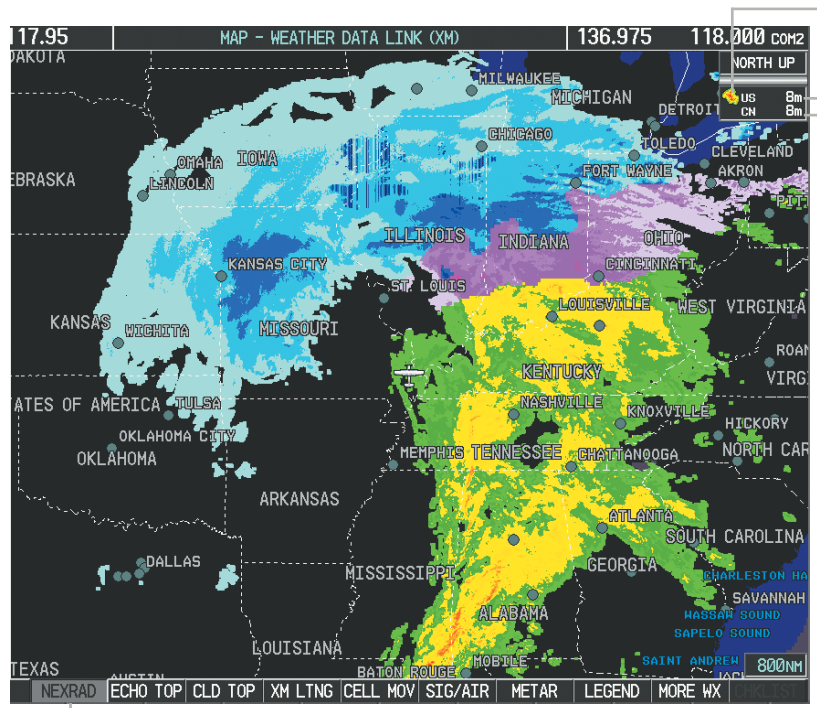 117.95 MAP - WEATHER DATA LINK (XM) 136.975 118.000 COM2
DAKOTA
NORTH UP
MILWAUKEE
MICHIGAN
US 8m
CN 8m
DETROIT
CHICAGO
TOLEDO
CLEVELAND
OMAHA IOWA
FORT WAYNE
AKRON
EBRASKA
LINCOLN
PIT
ILLINOIS
INDIANA
OHIO
KANSAS CITY
CINCINNATI
ST. LOUIS
LOUISVILLE
WEST VIRGINIA
KANSAS
WICHITA
MISSOURI
ROAN
KENTUCKY
VIRG
ATES OF AMERICA
TULSA
NASHVILLE
KNOXVILLE
HICKORY
OKLAHOMA CITY
OKLAHOMA
MEMPHIS
TENNESSEE
CHATTANOOGA
NORTH CAR
ARKANSAS
ATLANTA
SOUTH CAROLINA
DALLAS
MISSISSIPPI
GEORGIA
CHARLESTON HA
SAVANNAH
ALABAMA
WASSAW SOUND
SAPELO SOUND
LOUISIANA
SAINT ANDREW
800NM
TEXAS
BATON ROUGE
MOBILE
AUSTIN
JACK
NEXRAD ECHO TOP CLD TOP XM LTNG CELL MOV SIG/AIR METAR LEGEND MORE WX CHKLIST